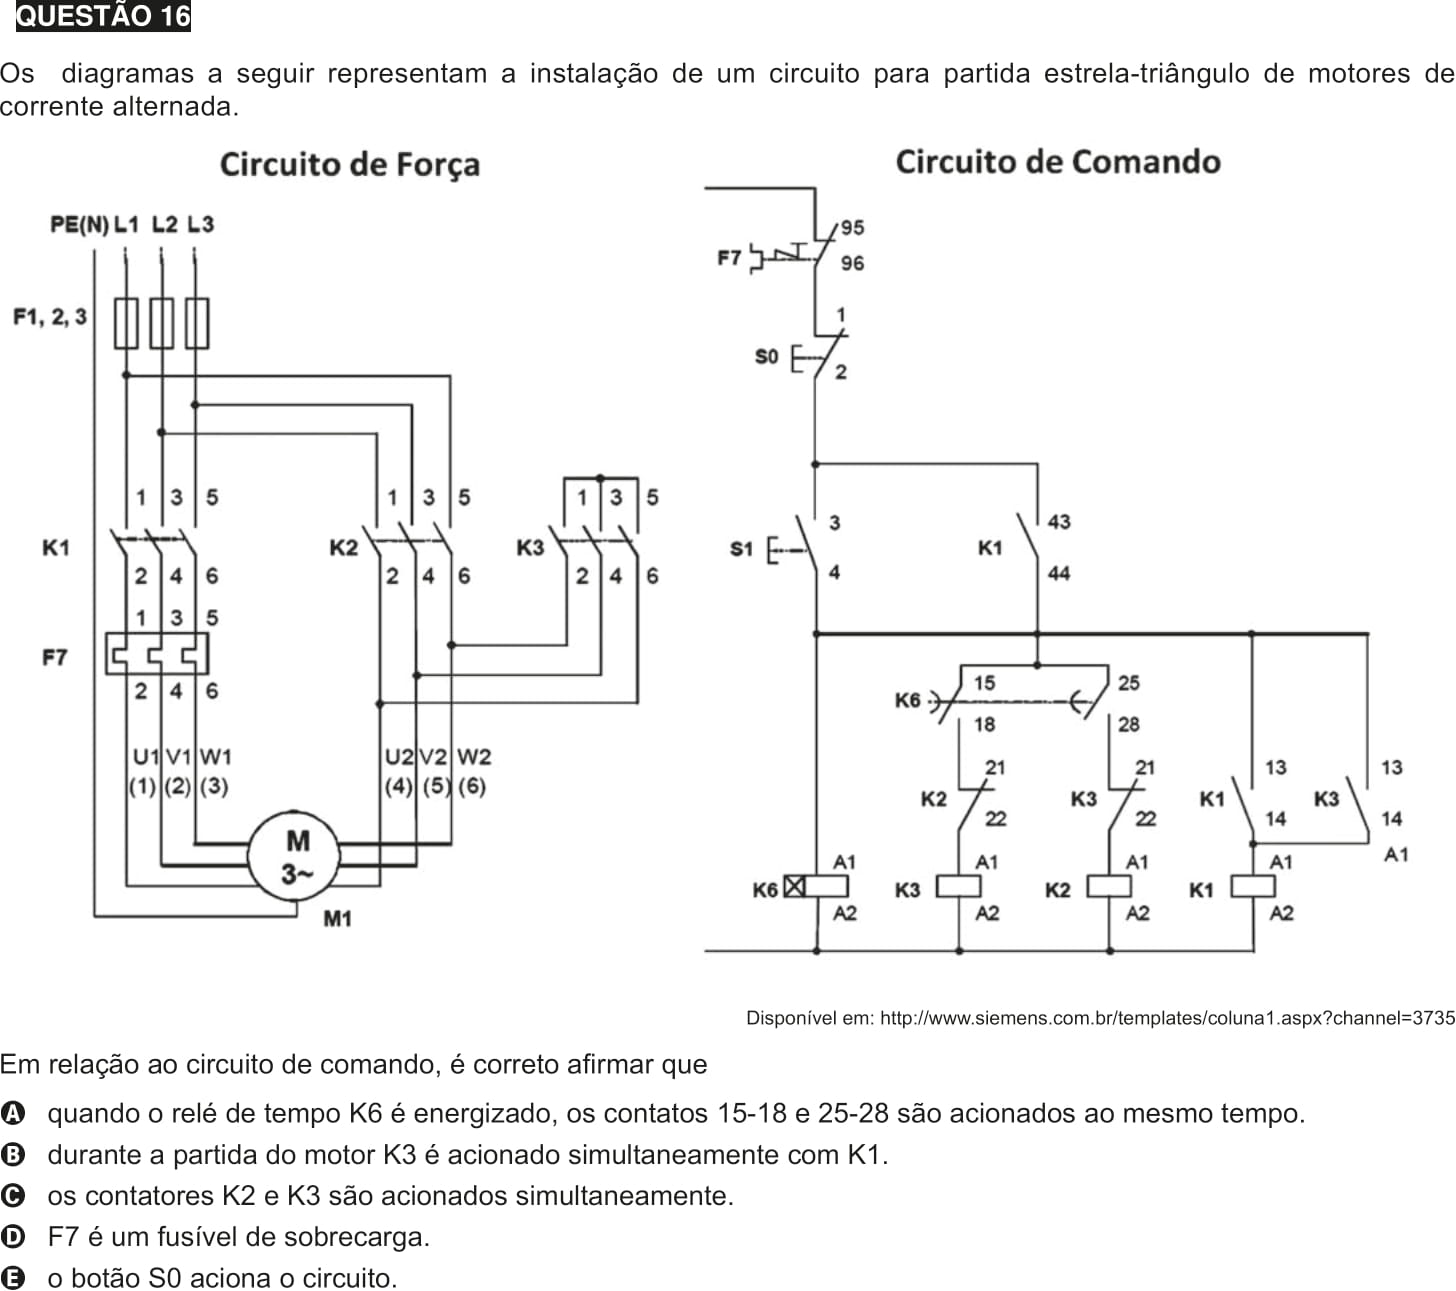 QUESTÃO 16
Os diagramas a seguir representam a instalação de um circuito para partida estrela-triângulo de motores de
corrente alternada.
Circuito de Força
Circuito de Comando
PE(N) L1 L2 L3
F1, 2, 3
1 3 5
K1
2 4 6
1 3 5
F7
2 4 6
U1 V1 W1
(1) (2) (3)
1 3 5
K2
2 4 6
1 3 5
K3
2 4 6
U2 V2 W2
(4) (5) (6)
M
3~
M1
95
F7
96
1
S0
2
3
S1
4
43
K1
44
15
K6
18
25
28
21
K2
22
21
K3
22
13
K1
14
13
K3
14
A1
A1
K6
A2
A1
K3
A2
A1
K2
A2
A1
K1
A2
Disponível em: http://www.siemens.com.br/templates/coluna1.aspx?channel=3735
Em relação ao circuito de comando, é correto afirmar que
A quando o relé de tempo K6 é energizado, os contatos 15-18 e 25-28 são acionados ao mesmo tempo.
B durante a partida do motor K3 é acionado simultaneamente com K1.
C os contatores K2 e K3 são acionados simultaneamente.
D F7 é um fusível de sobrecarga.
E o botão S0 aciona o circuito.